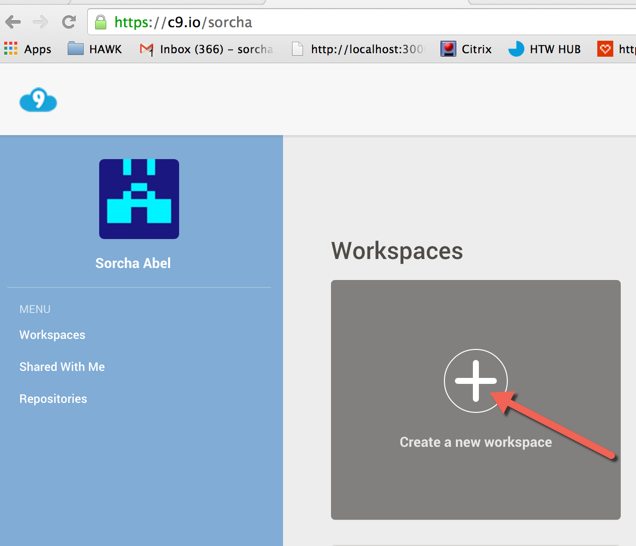 https://c9.io/sorcha
Apps HAWK Inbox (366) – sorcha http://localhost:300 Citrix HTW HUB htt
9
Sorcha Abel
MENU
Workspaces
Shared With Me
Repositories
Workspaces
Create a new workspace